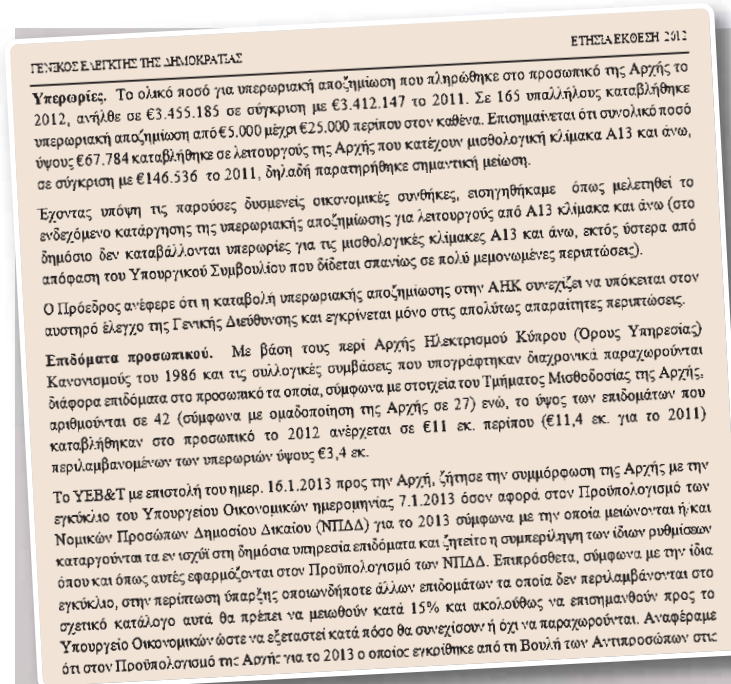 ΓΕΝΙΚΟΣ ΕΛΕΓΚΤΗΣ ΤΗΣ ΔΗΜΟΚΡΑΤΙΑΣ
ΕΤΗΣΙΑ ΕΚΘΕΣΗ 2012
Υπερωρίες. Το ολικό ποσό για υπερωριακή αποζημίωση που πληρώθηκε στο προσωπικό της Αρχής το
2012, ανήλθε σε €3.455.185 σε σύγκριση με €3.412.147 το 2011. Σε 165 υπαλλήλους καταβλήθηκε
υπερωριακή αποζημίωση από €5.000 μέχρι €25.000 περίπου στον καθένα. Επισημαίνεται ότι συνολικό ποσό
ύψους €67.784 καταβλήθηκε σε λειτουργούς της Αρχής που κατέχουν μισθολογική κλίμακα Α13 και άνω,
σε σύγκριση με €146.536 το 2011, δηλαδή παρατηρήθηκε σημαντική μείωση.
Έχοντας υπόψη τις παρούσες δυσμενείς οικονομικές συνθήκες, εισηγηθήκαμε όπως μελετηθεί το
ενδεχόμενο κατάργησης της υπερωριακής αποζημίωσης για λειτουργούς από Α13 κλίμακα και άνω (στο
δημόσιο δεν καταβάλλονται υπερωρίες για τις μισθολογικές κλίμακες Α13 και άνω, εκτός ύστερα από
απόφαση του Υπουργικού Συμβουλίου που δίδεται σπανίως σε πολύ μεμονωμένες περιπτώσεις).
Ο Πρόεδρος ανέφερε ότι η καταβολή υπερωριακής αποζημίωσης στην ΑΗΚ συνεχίζει να υπόκειται στον
αυστηρό έλεγχο της Γενικής Διεύθυνσης και εγκρίνεται μόνο στις απολύτως απαραίτητες περιπτώσεις.
Επιδόματα προσωπικού. Με βάση τους περί Αρχής Ηλεκτρισμού Κύπρου (Όρους Υπηρεσίας)
Κανονισμούς του 1986 και τις συλλογικές συμβάσεις που υπογράφτηκαν διαχρονικά παραχωρούνται
διάφορα επιδόματα στο προσωπικό τα οποία, σύμφωνα με στοιχεία του Τμήματος Μισθοδοσίας της Αρχής,
αριθμούνται σε 42 (σύμφωνα με ομαδοποίηση της Αρχής σε 27) ενώ, το ύψος των επιδομάτων που
καταβλήθηκαν στο προσωπικό το 2012 ανέρχεται σε €11 εκ. περίπου (€11,4 εκ. για το 2011)
περιλαμβανομένων των υπερωριών ύψους €3,4 εκ.
Το ΥΕΒ&Τ με επιστολή του ημερ. 16.1.2013 προς την Αρχή, ζήτησε την συμμόρφωση της Αρχής με την
εγκύκλιο του Υπουργείου Οικονομικών ημερομηνίας 7.1.2013 όσον αφορά στον Προϋπολογισμό των
Νομικών Προσώπων Δημοσίου Δικαίου (ΝΠΔΔ) για το 2013 σύμφωνα με την οποία μειώνονται ή/και
καταργούνται τα εν ισχύϊ στη δημόσια υπηρεσία επιδόματα και ζητείτο η συμπερίληψη των ίδιων ρυθμίσεων
όπου και όπως αυτές εφαρμόζονται στον Προϋπολογισμό των ΝΠΔΔ. Επιπρόσθετα, σύμφωνα με την ίδια
εγκύκλιο, στην περίπτωση ύπαρξης οποιωνδήποτε άλλων επιδομάτων τα οποία δεν περιλαμβάνονται στο
σχετικό κατάλογο αυτά θα πρέπει να μειωθούν κατά 15% και ακολούθως να επισημανθούν προς το
Υπουργείο Οικονομικών ώστε να εξεταστεί κατά πόσο θα συνεχίσουν ή όχι να παραχωρούνται. Αναφέραμε
ότι στον Προϋπολογισμό της Αρχής για το 2013 ο οποίος εγκρίθηκε από τη Βουλή των Αντιπροσώπων στις